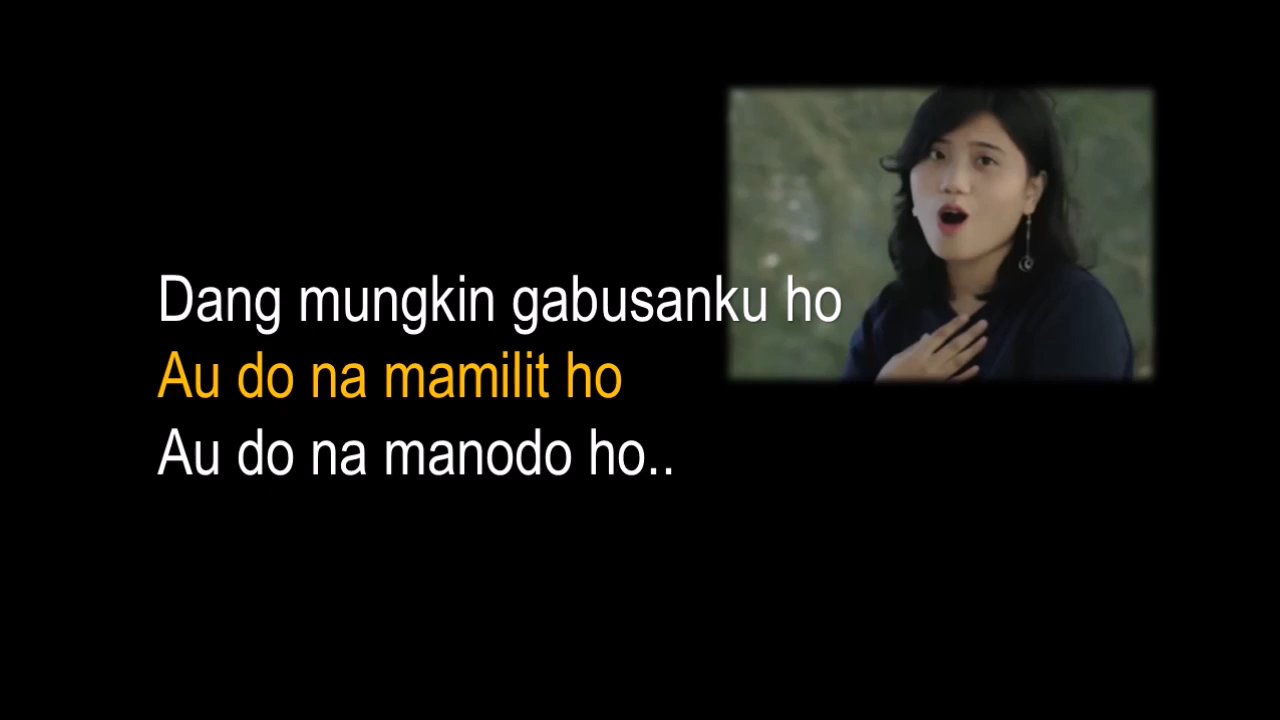 Dang mungkin gabusanku ho
Au do na mamilit ho
Au do na manodo ho..